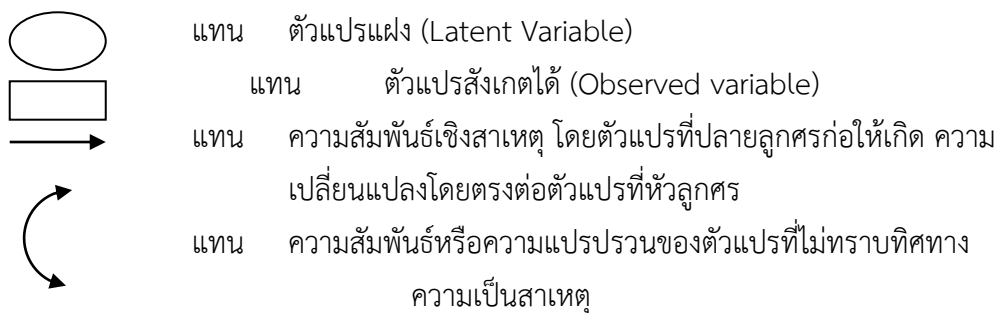 แทน ตัวแปรแฝง (Latent Variable)
แทน ตัวแปรสังเกตได้ (Observed variable)
แทน ความสัมพันธ์เชิงสาเหตุ โดยตัวแปรที่ปลายลูกศรก่อให้เกิด ความ
เปลี่ยนแปลงโดยตรงต่อตัวแปรที่หัวลูกศร
แทน ความสัมพันธ์หรือความแปรปรวนของตัวแปรที่ไม่ทราบทิศทาง
ความเป็นสาเหตุ